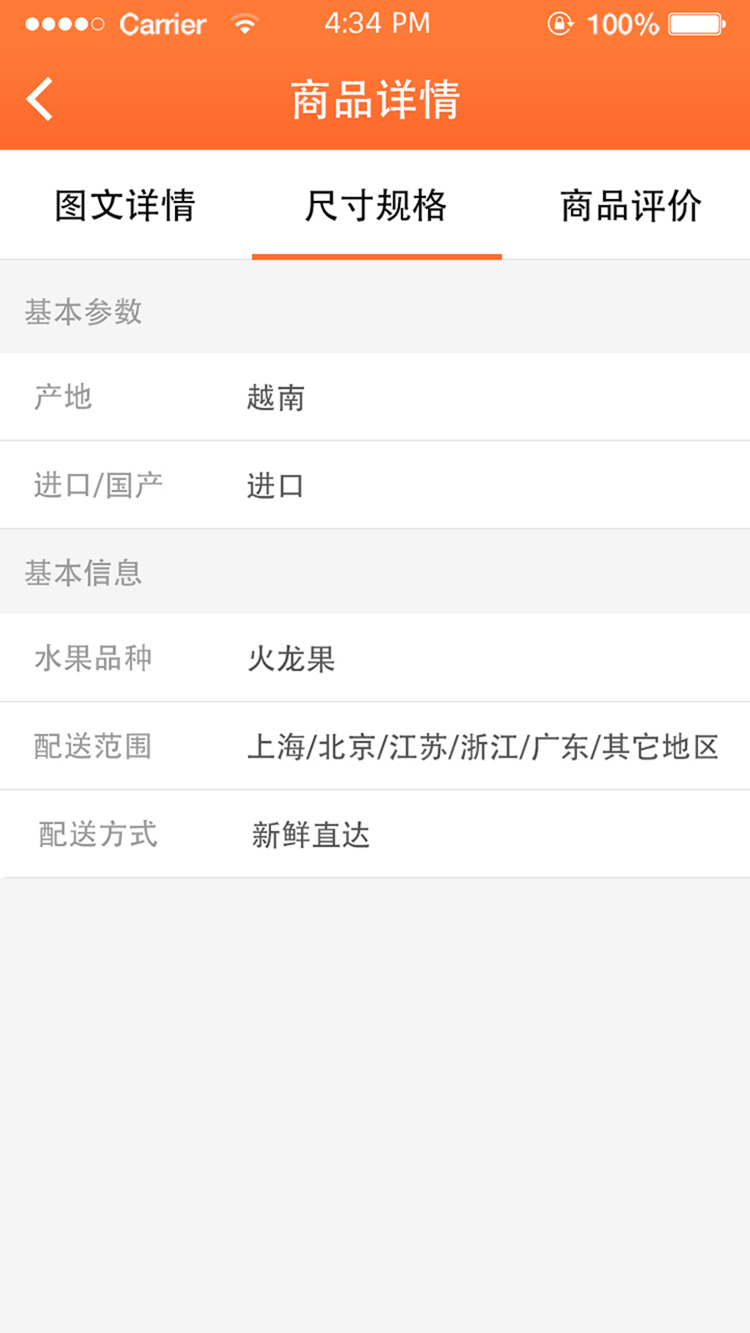 Carrier 4:34 PM 100%
商品详情
图文详情 尺寸规格 商品评价
基本参数
产地 越南
进口/国产 进口
基本信息
水果品种 火龙果
配送范围 上海/北京/江苏/浙江/广东/其它地区
配送方式 新鲜直达